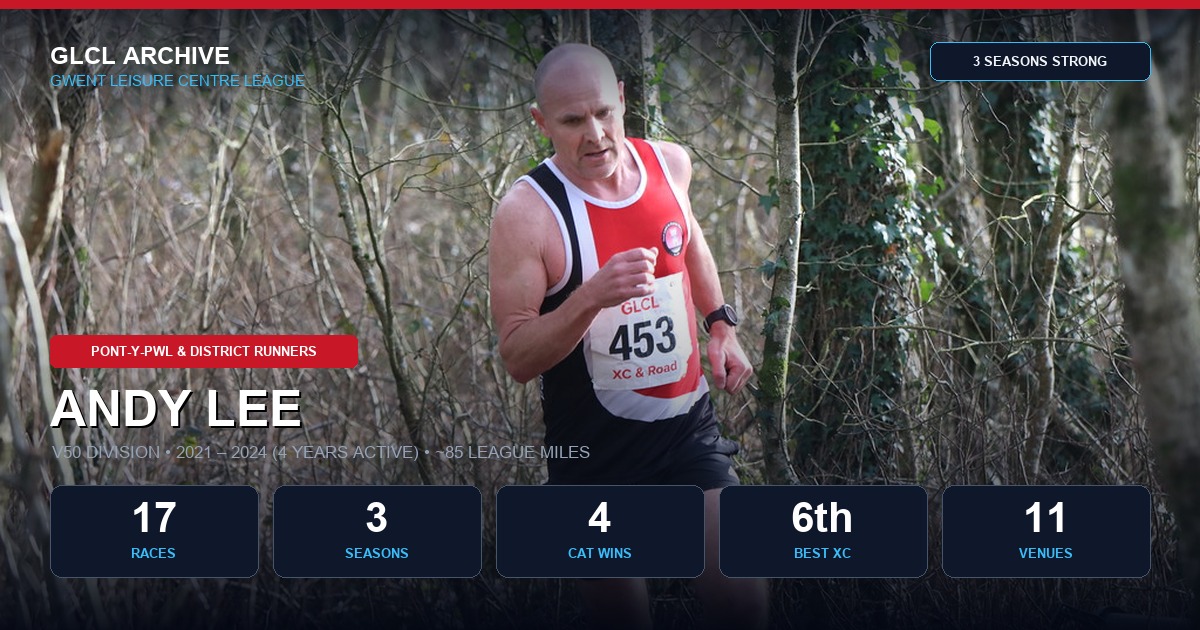 GLCL ARCHIVE
GWENT LEISURE CENTRE LEAGUE
3 SEASONS STRONG
GLCL
453
XC & Road
PONT-Y-PWL & DISTRICT RUNNERS
ANDY LEE
V50 DIVISION • 2021 – 2024 (4 YEARS ACTIVE) • ~85 LEAGUE MILES
17
RACES
3
SEASONS
4
CAT WINS
6th
BEST XC
11
VENUES